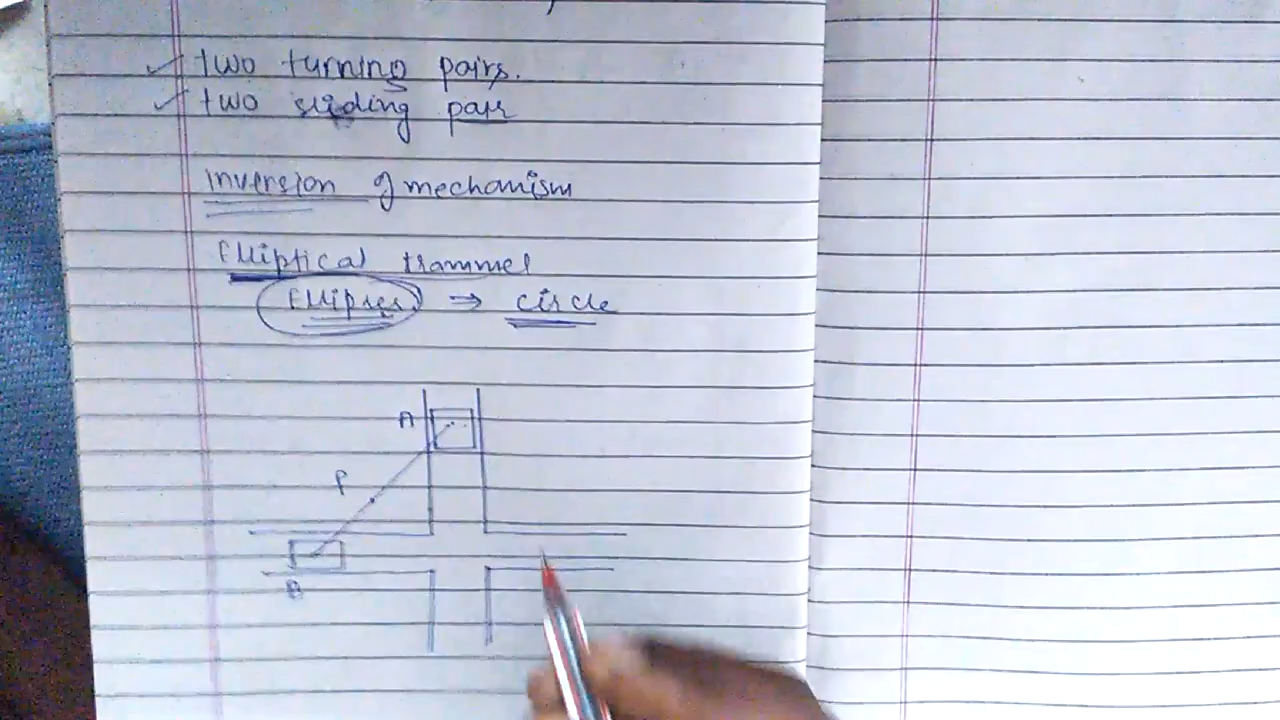 two turning pairs.
two sliding pair
inversion of mechanism
Elliptical trammel
Ellipses ⇒ circle
A
P
B